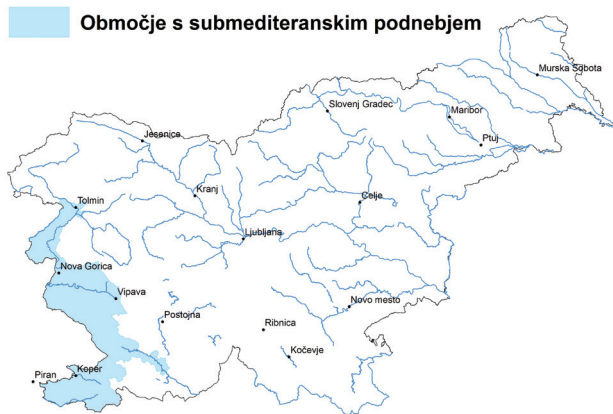 Območje s submediteranskim podnebjem
Murska Sobota
Slovenj Gradec
Maribor
Ptuj
Jesenice
Kranj
Celje
Tolmin
Ljubljana
Nova Gorica
Vipava
Novo mesto
Postojna
Ribnica
Kočevje
Koper
Piran